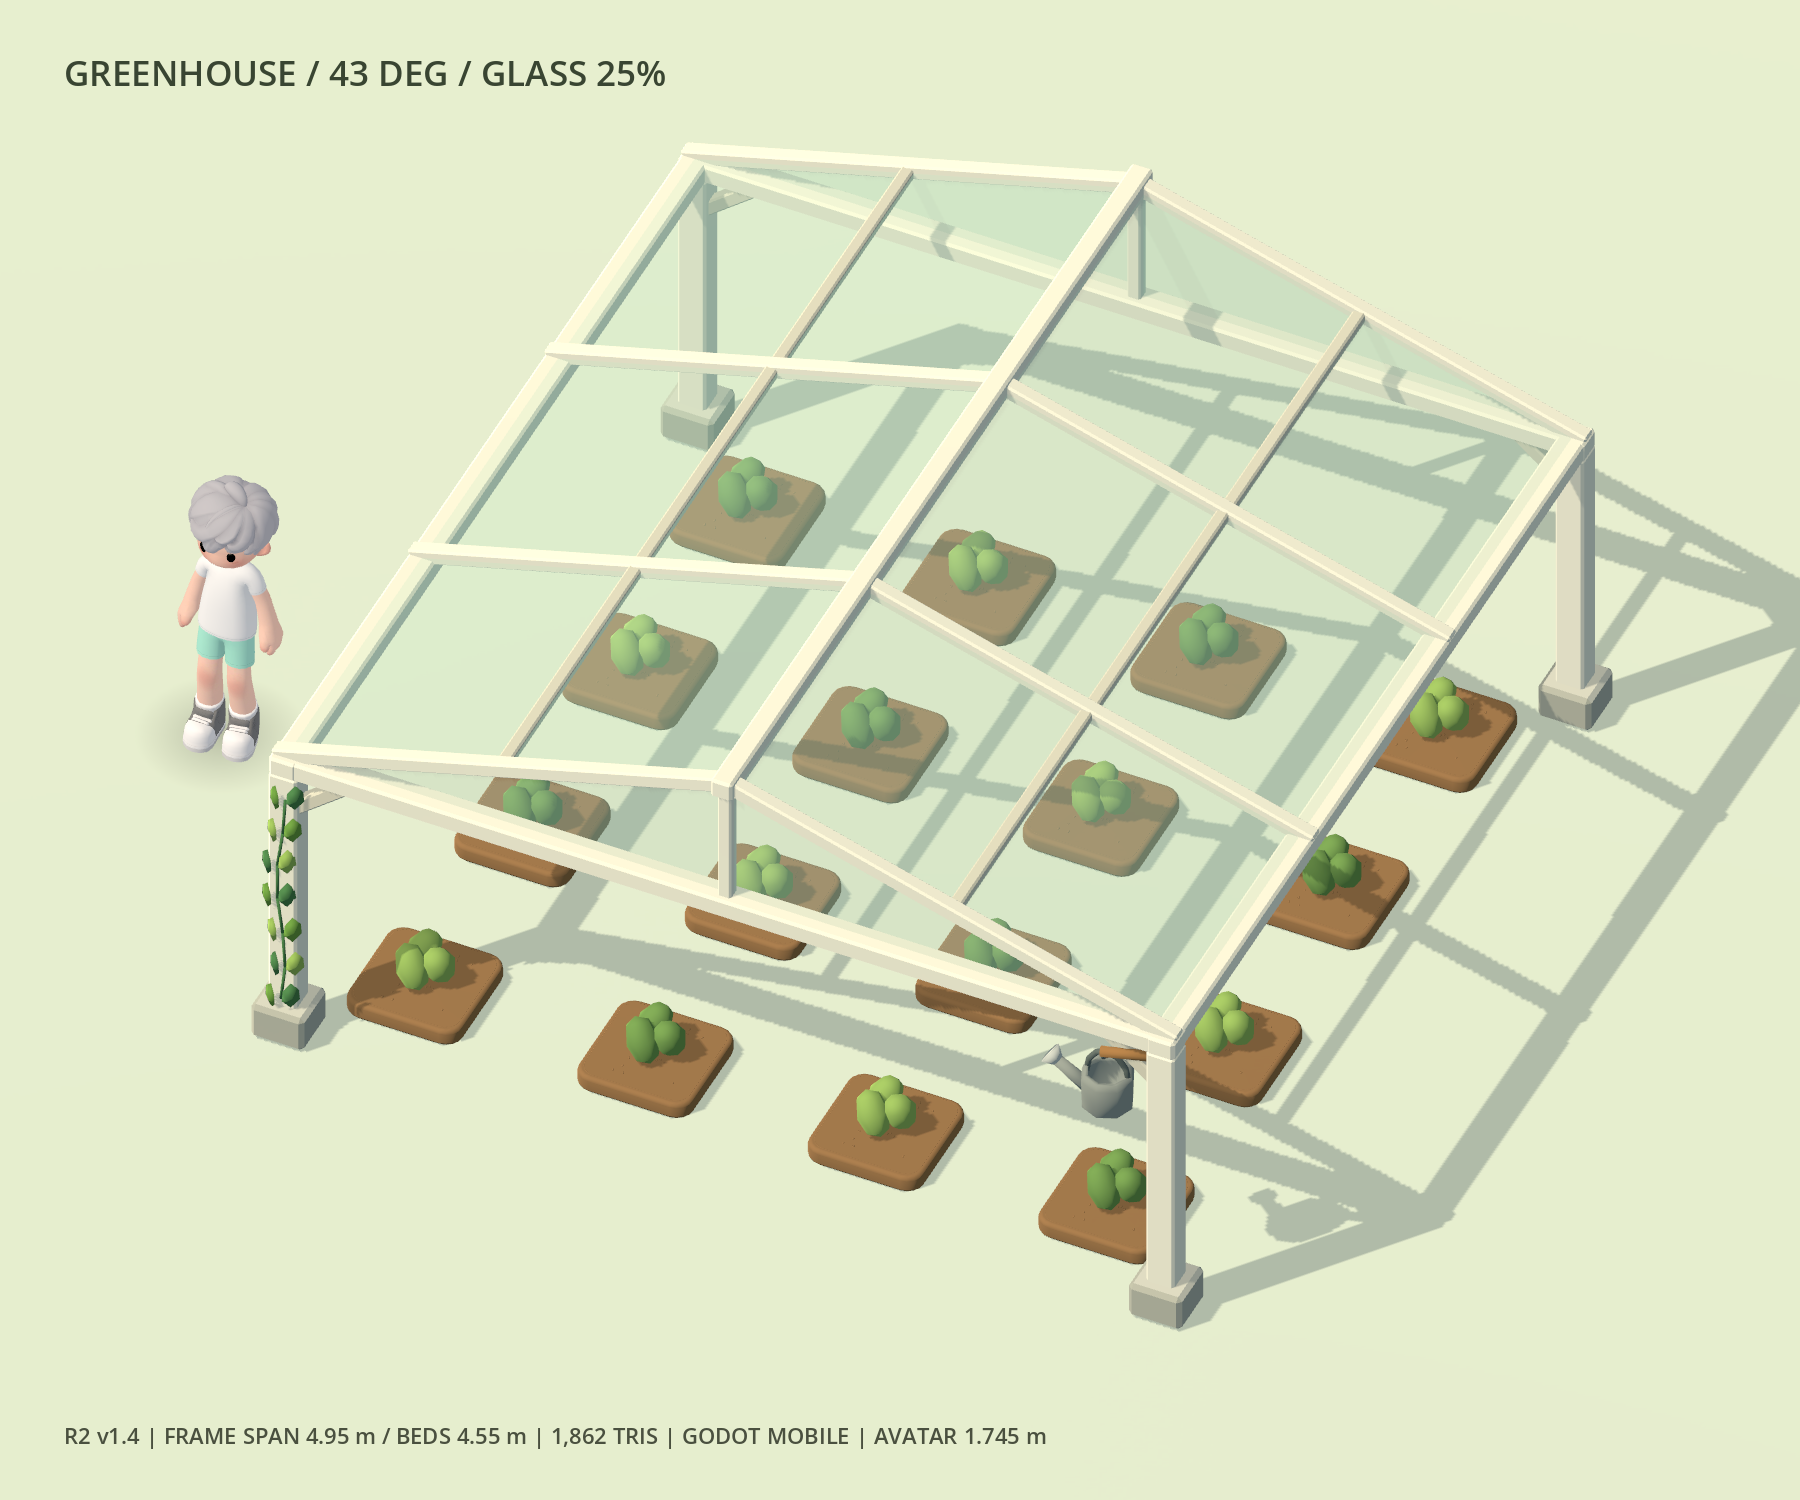 GREENHOUSE / 43 DEG / GLASS 25%
R2 v1.4 | FRAME SPAN 4.95 m / BEDS 4.55 m | 1,862 TRIS | GODOT MOBILE | AVATAR 1.745 m